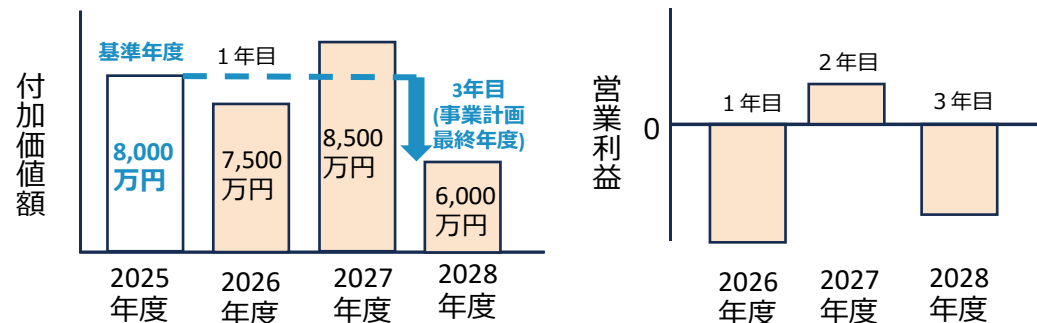 付加価値額
基準年度
1年目
3年目
(事業計画
最終年度)
8,000
万円
7,500
万円
8,500
万円
6,000
万円
2025
年度
2026
年度
2027
年度
2028
年度
営業利益
0
1年目
2年目
3年目
2026
年度
2027
年度
2028
年度